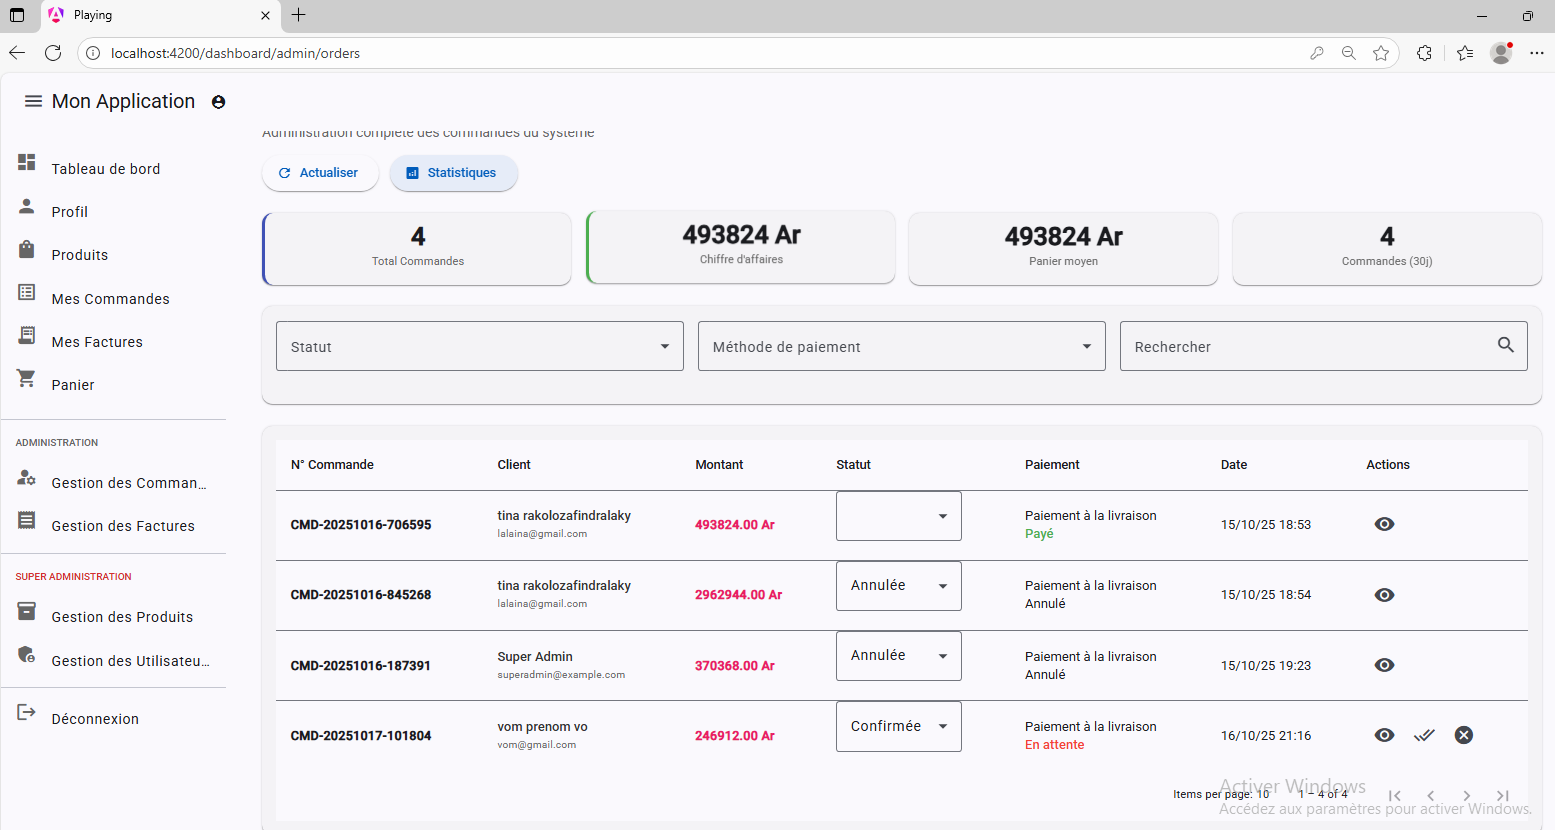 Playing
localhost:4200/dashboard/admin/orders
Mon Application
Administration complète des commandes du système
Tableau de bord
Profil
Produits
Mes Commandes
Mes Factures
Panier
ADMINISTRATION
Gestion des Comman...
Gestion des Factures
SUPER ADMINISTRATION
Gestion des Produits
Gestion des Utilisateu...
Déconnexion
Actualiser
Statistiques
4
Total Commandes
493824 Ar
Chiffre d'affaires
493824 Ar
Panier moyen
4
Commandes (30j)
Statut
Méthode de paiement
Rechercher
N° Commande Client Montant Statut Paiement Date Actions
CMD-20251016-706595 tina rakolozafindralaky 493824.00 Ar Paiement à la livraison 15/10/25 18:53
lalaina@gmail.com Payé
CMD-20251016-845268 tina rakolozafindralaky 2962944.00 Ar Annulée Paiement à la livraison 15/10/25 18:54
lalaina@gmail.com Annulé
CMD-20251016-187391 Super Admin 370368.00 Ar Annulée Paiement à la livraison 15/10/25 19:23
superadmin@example.com Annulé
CMD-20251017-101804 vom prenom vo 246912.00 Ar Confirmée Paiement à la livraison 16/10/25 21:16
vom@gmail.com En attente
Items per page: 10 1 – 4 of 4
Activer Windows
Accédez aux paramètres pour activer Windows.